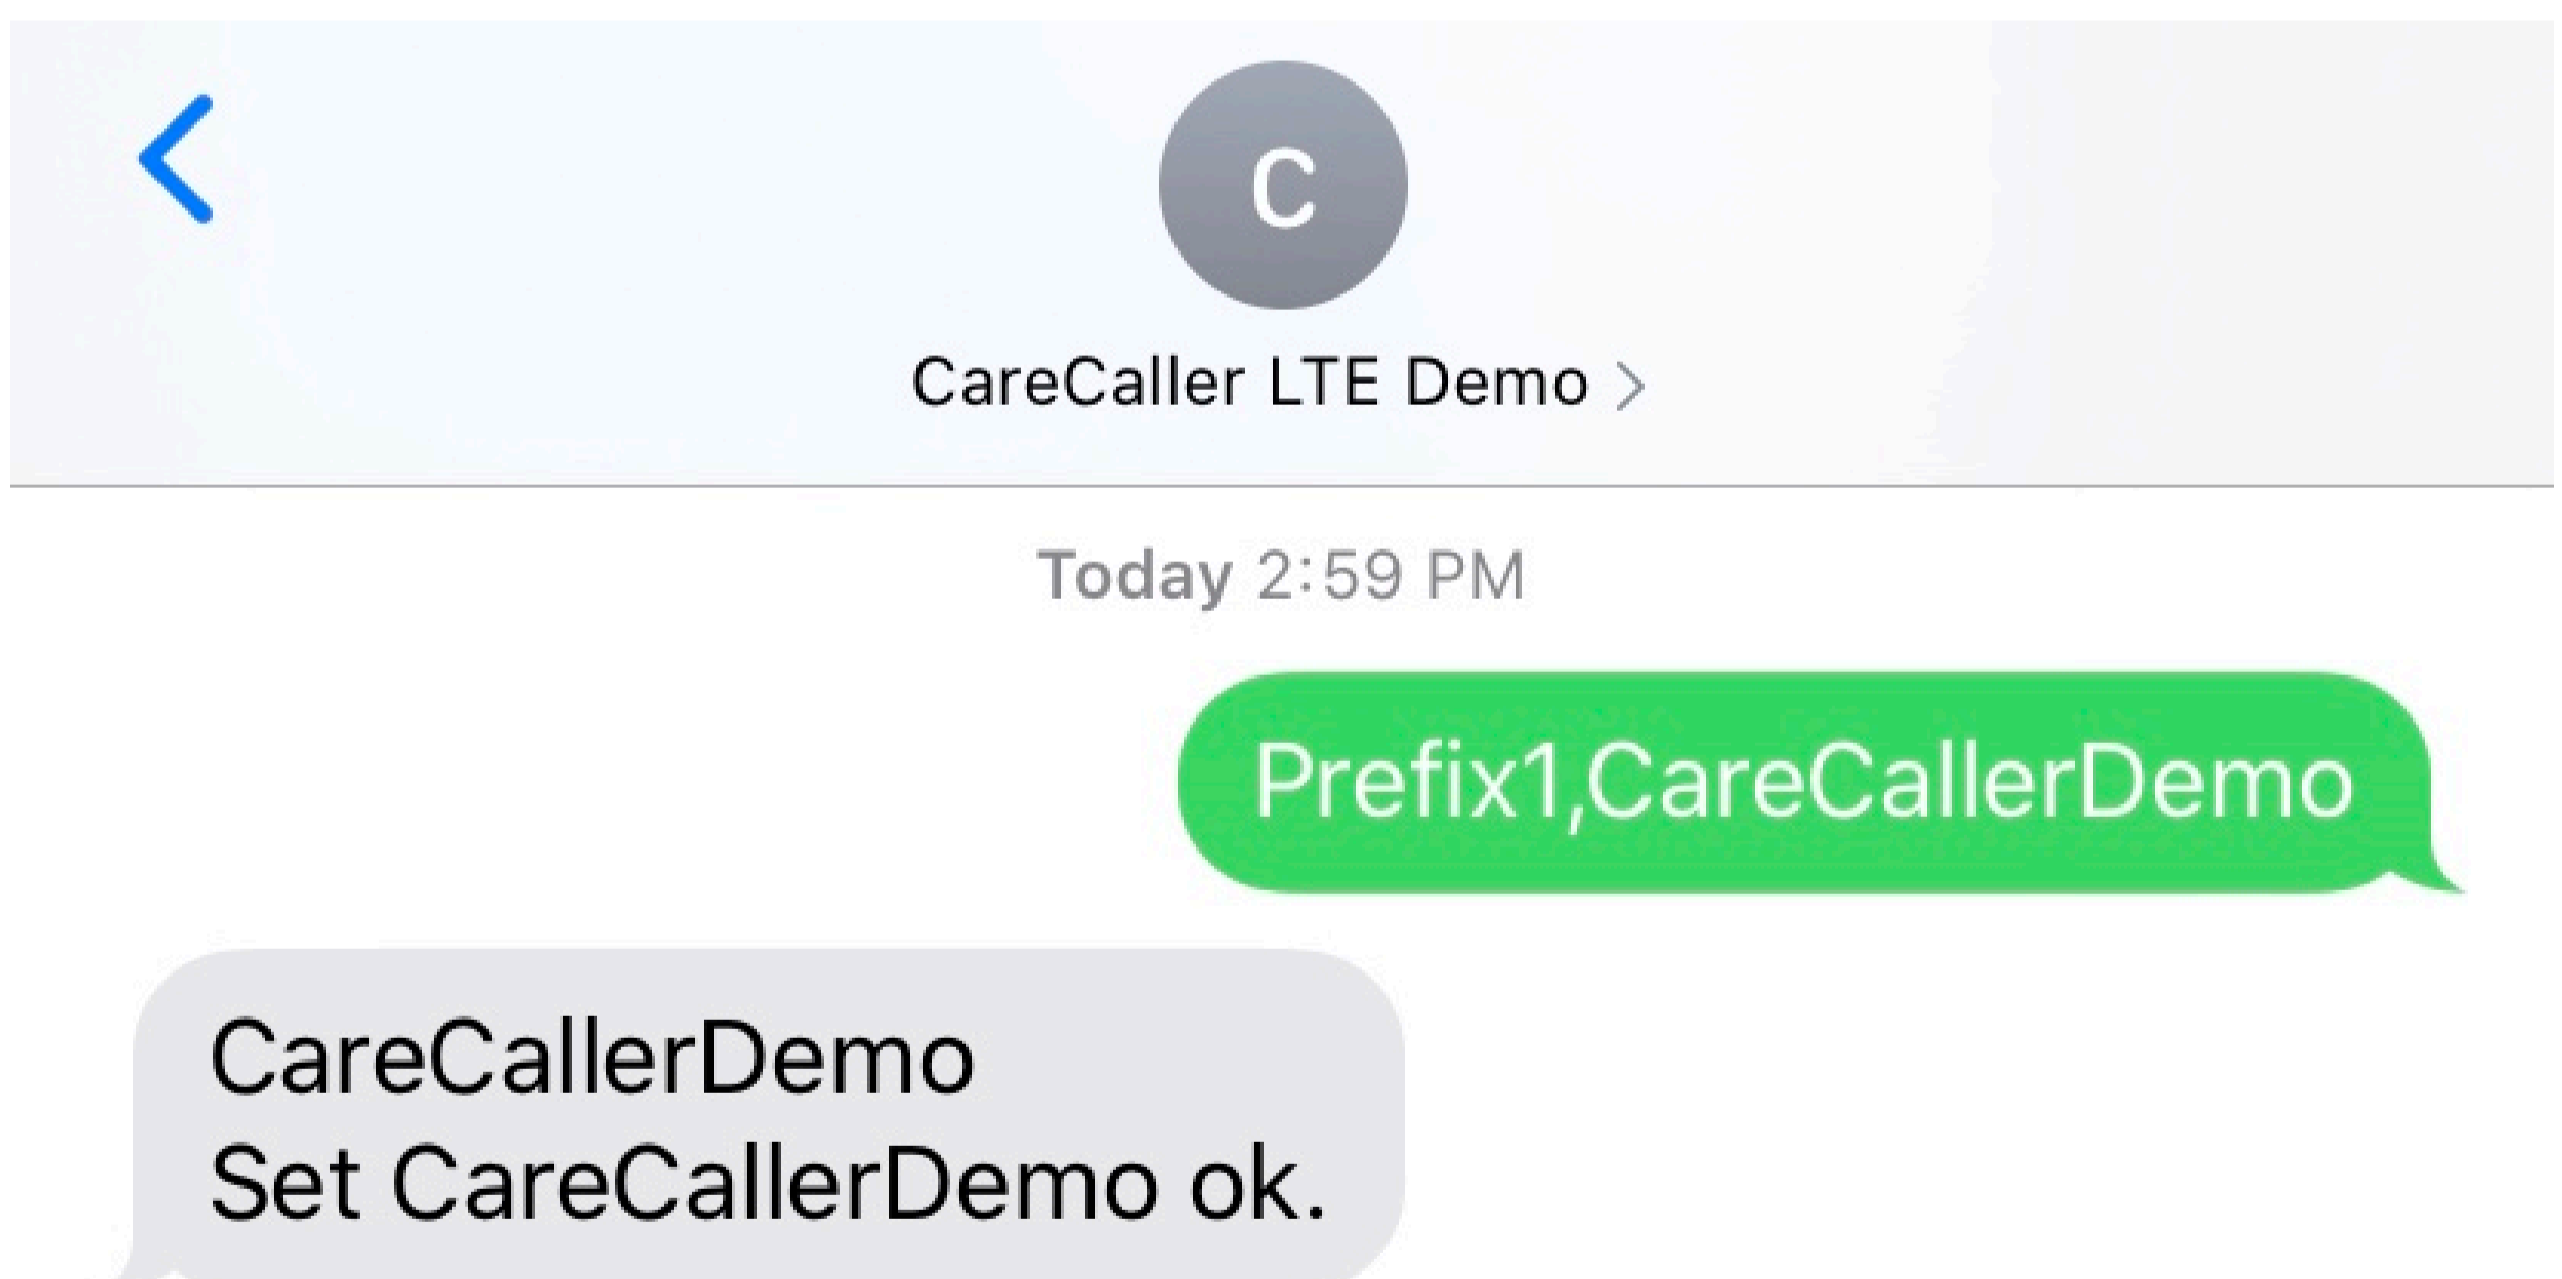 C
CareCaller LTE Demo
Today 2:59 PM
Prefix1,CareCallerDemo
CareCallerDemo
Set CareCallerDemo ok.